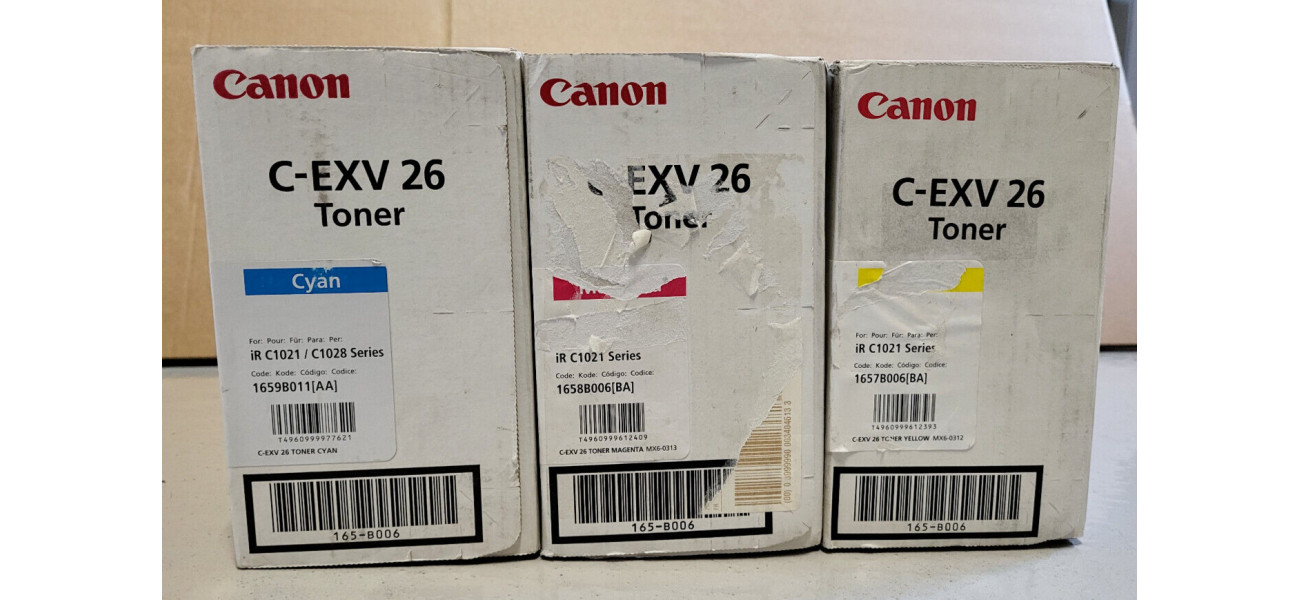 Canon
C-EXV 26
Toner
Cyan
For: Pour: Für: Para: Per:
iR C1021 / C1028 Series
Code: Kode: Código: Codice:
1659B011[AA]
T4960999977621
C-EXV 26 TONER CYAN
165-B006
Canon
EXV 26
Toner
iR C1021 Series
Code: Kode: Código: Codice:
1658B006[BA]
T4960999612409
C-EXV 26 TONER MAGENTA MX6-0313
165-B006
Canon
C-EXV 26
Toner
For: Pour: Für: Para: Per:
iR C1021 Series
Code: Kode: Código: Codice:
1657B006[BA]
T4960999612393
C-EXV 26 TONER YELLOW MX6-0312
165-B006